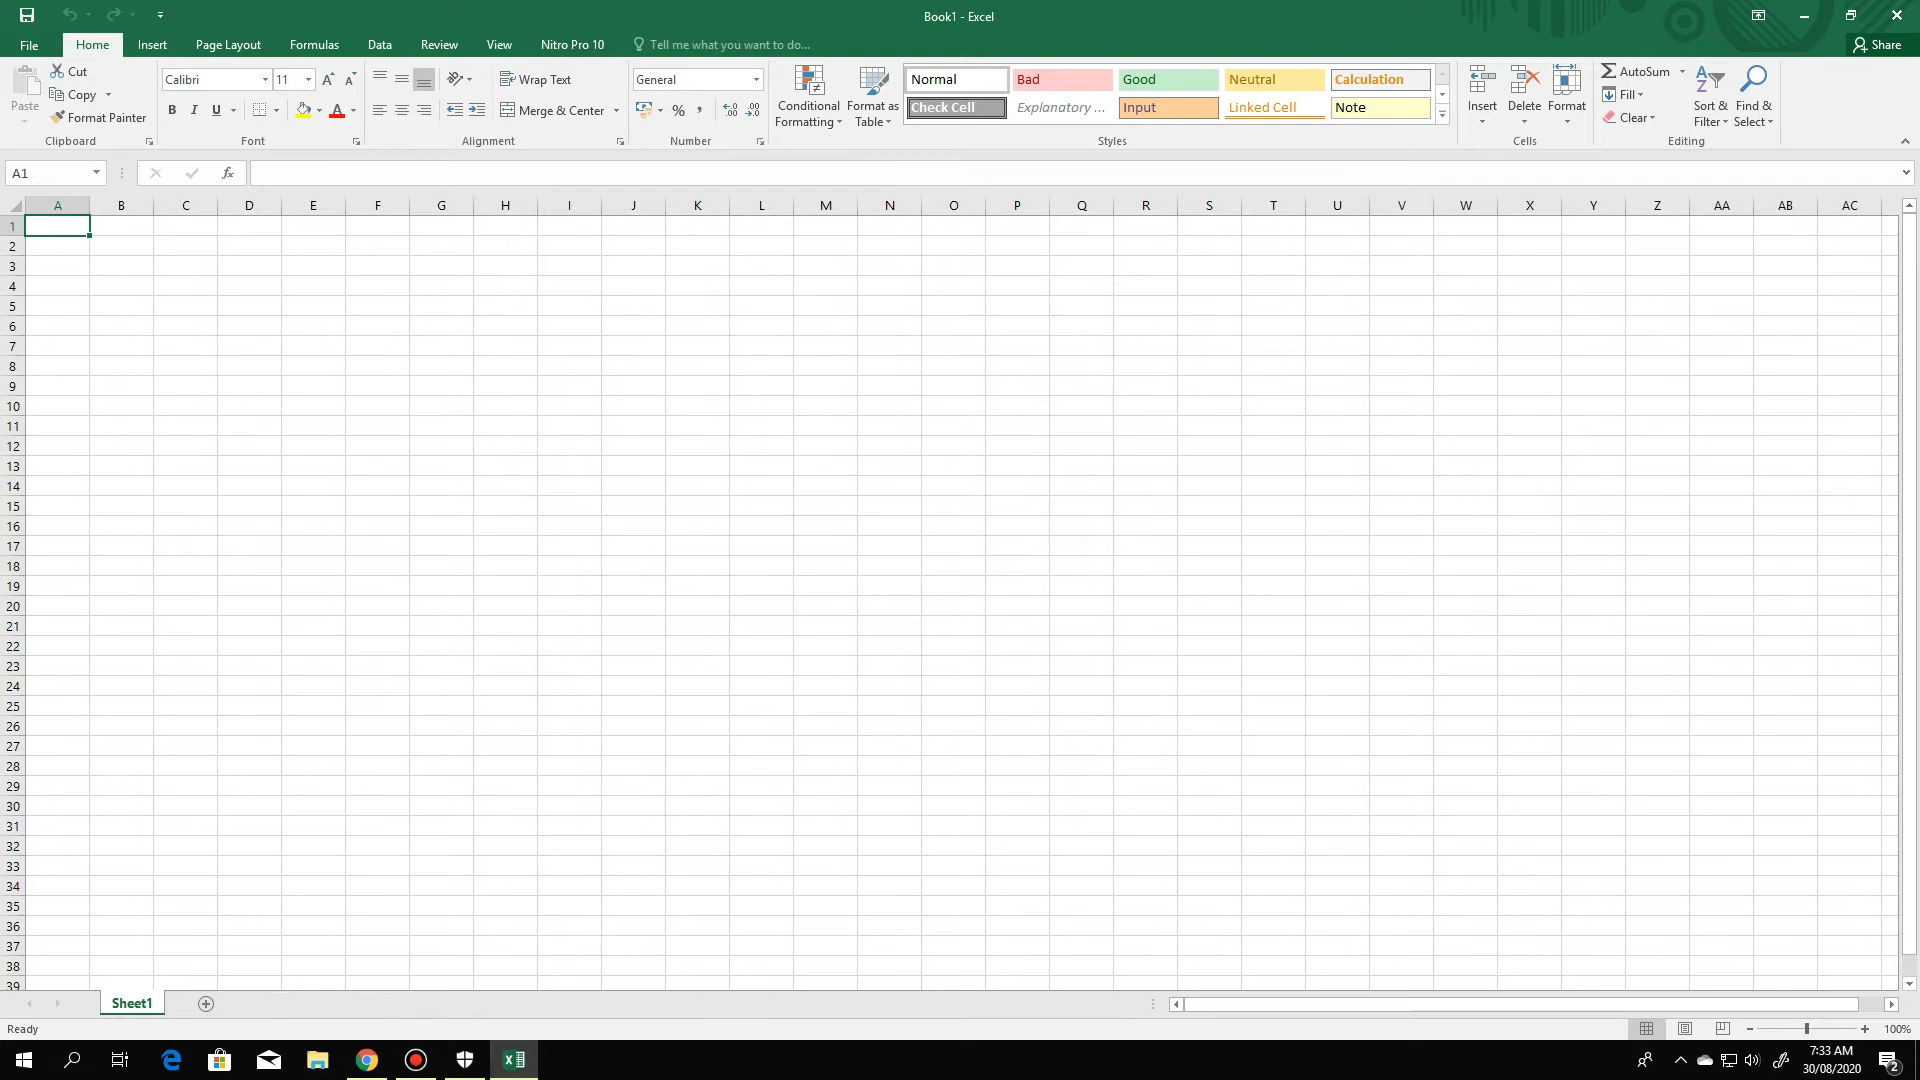 Book1 - Excel
File Home Insert Page Layout Formulas Data Review View Nitro Pro 10 Tell me what you want to do... Share
Paste Cut Copy Format Painter
Calibri 11
B I U
Wrap Text
Merge & Center
General
%
Conditional Formatting
Format as Table
Normal Bad Good Neutral Calculation
Check Cell Explanatory ... Input Linked Cell Note
Insert Delete Format
AutoSum
Fill
Clear
Sort & Filter
Find & Select
Clipboard Font Alignment Number Styles Cells Editing
A1 fx
A B C D E F G H I J K L M N O P Q R S T U V W X Y Z AA AB AC
1
2
3
4
5
6
7
8
9
10
11
12
13
14
15
16
17
18
19
20
21
22
23
24
25
26
27
28
29
30
31
32
33
34
35
36
37
38
39
Sheet1
Ready 100%
7:33 AM
30/08/2020
2